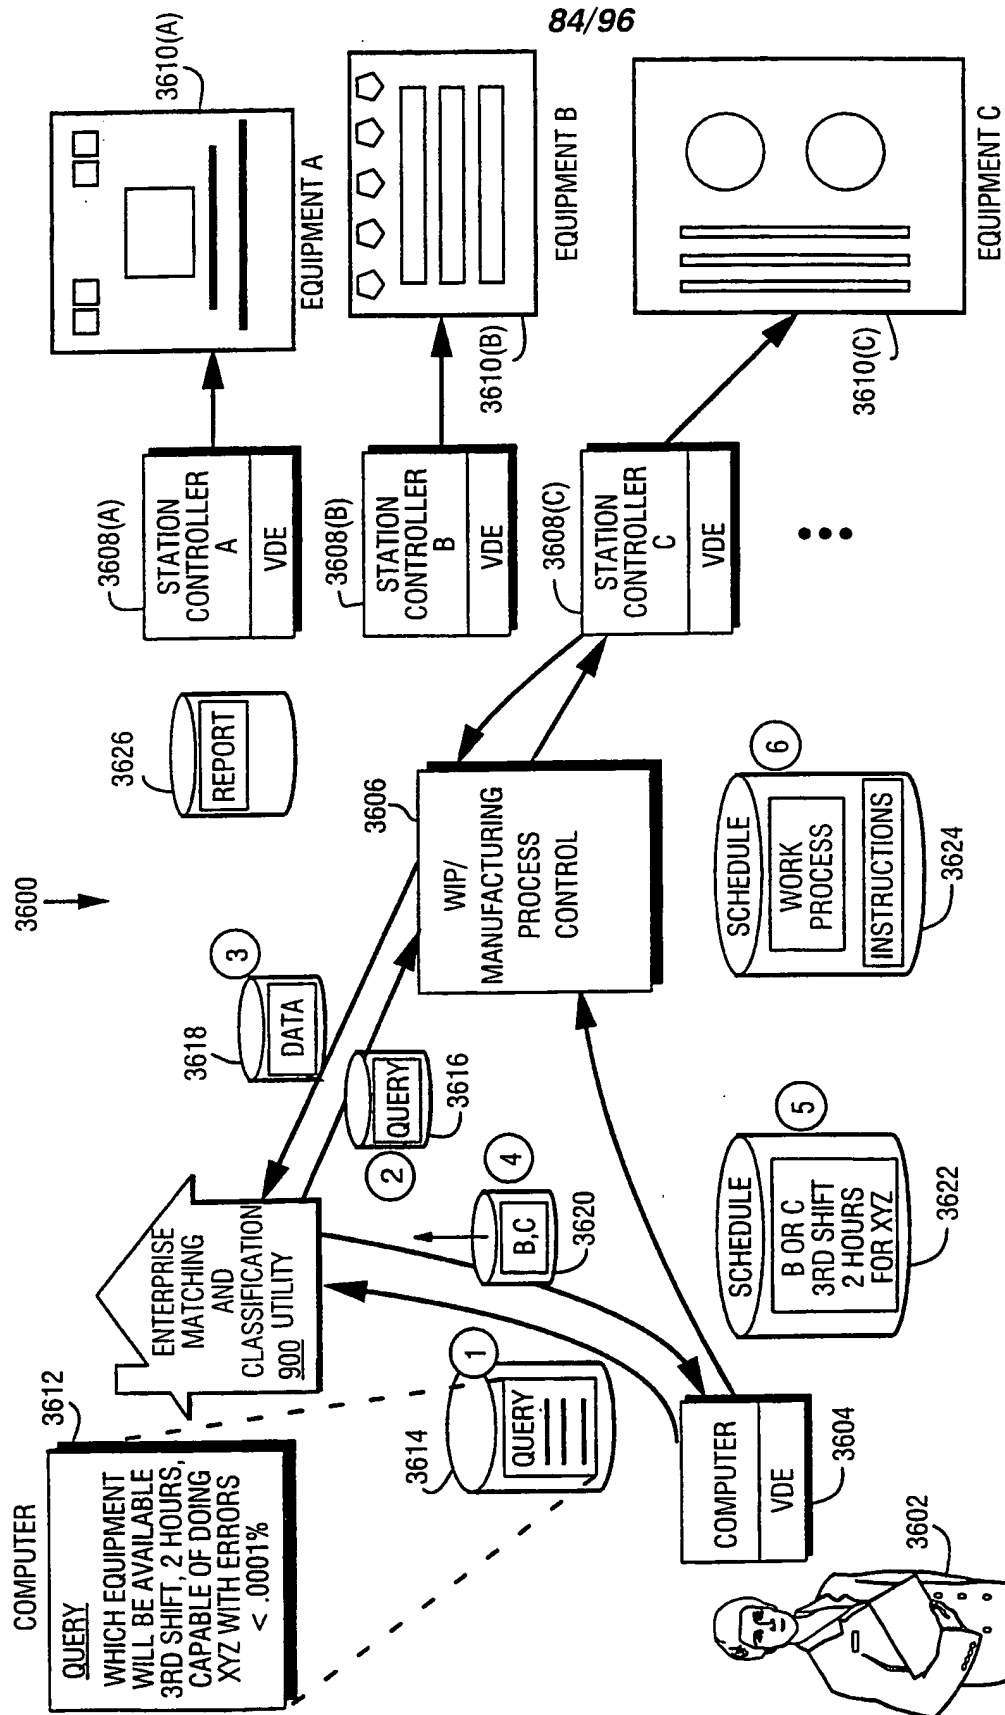 84/96
3600
COMPUTER
3612
QUERY
WHICH EQUIPMENT
WILL BE AVAILABLE
3RD SHIFT, 2 HOURS,
CAPABLE OF DOING
XYZ WITH ERRORS
< .0001%
ENTERPRISE
MATCHING
AND
CLASSIFICATION
900 UTILITY
3614
QUERY
1
2
QUERY
3616
3618
DATA
3
4
B,C
3620
COMPUTER
VDE
3604
3602
SCHEDULE
B OR C
3RD SHIFT
2 HOURS
FOR XYZ
5
3622
3606
WIP/
MANUFACTURING
PROCESS
CONTROL
SCHEDULE
WORK
PROCESS
INSTRUCTIONS
6
3624
3626
REPORT
3608(A)
STATION
CONTROLLER
A
VDE
3608(B)
STATION
CONTROLLER
B
VDE
3608(C)
STATION
CONTROLLER
C
VDE
3610(A)
EQUIPMENT A
3610(B)
EQUIPMENT B
3610(C)
EQUIPMENT C